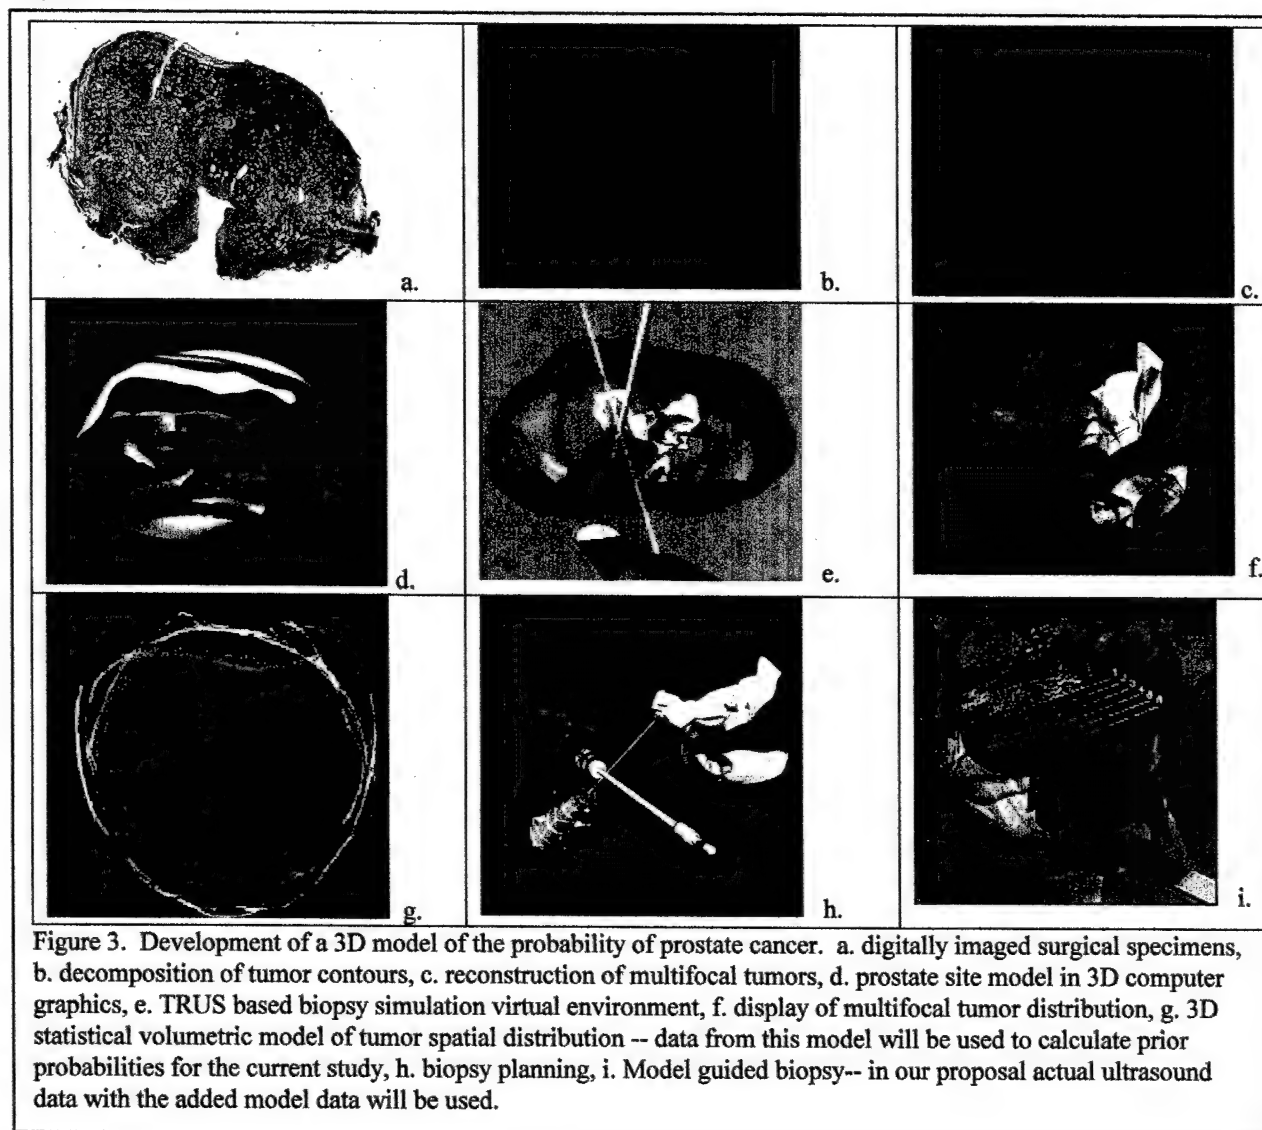 a.
b.
c.
d.
e.
f.
g.
h.
i.
Figure 3. Development of a 3D model of the probability of prostate cancer. a. digitally imaged surgical specimens,
b. decomposition of tumor contours, c. reconstruction of multifocal tumors, d. prostate site model in 3D computer
graphics, e. TRUS based biopsy simulation virtual environment, f. display of multifocal tumor distribution, g. 3D
statistical volumetric model of tumor spatial distribution -- data from this model will be used to calculate prior
probabilities for the current study, h. biopsy planning, i. Model guided biopsy-- in our proposal actual ultrasound
data with the added model data will be used.